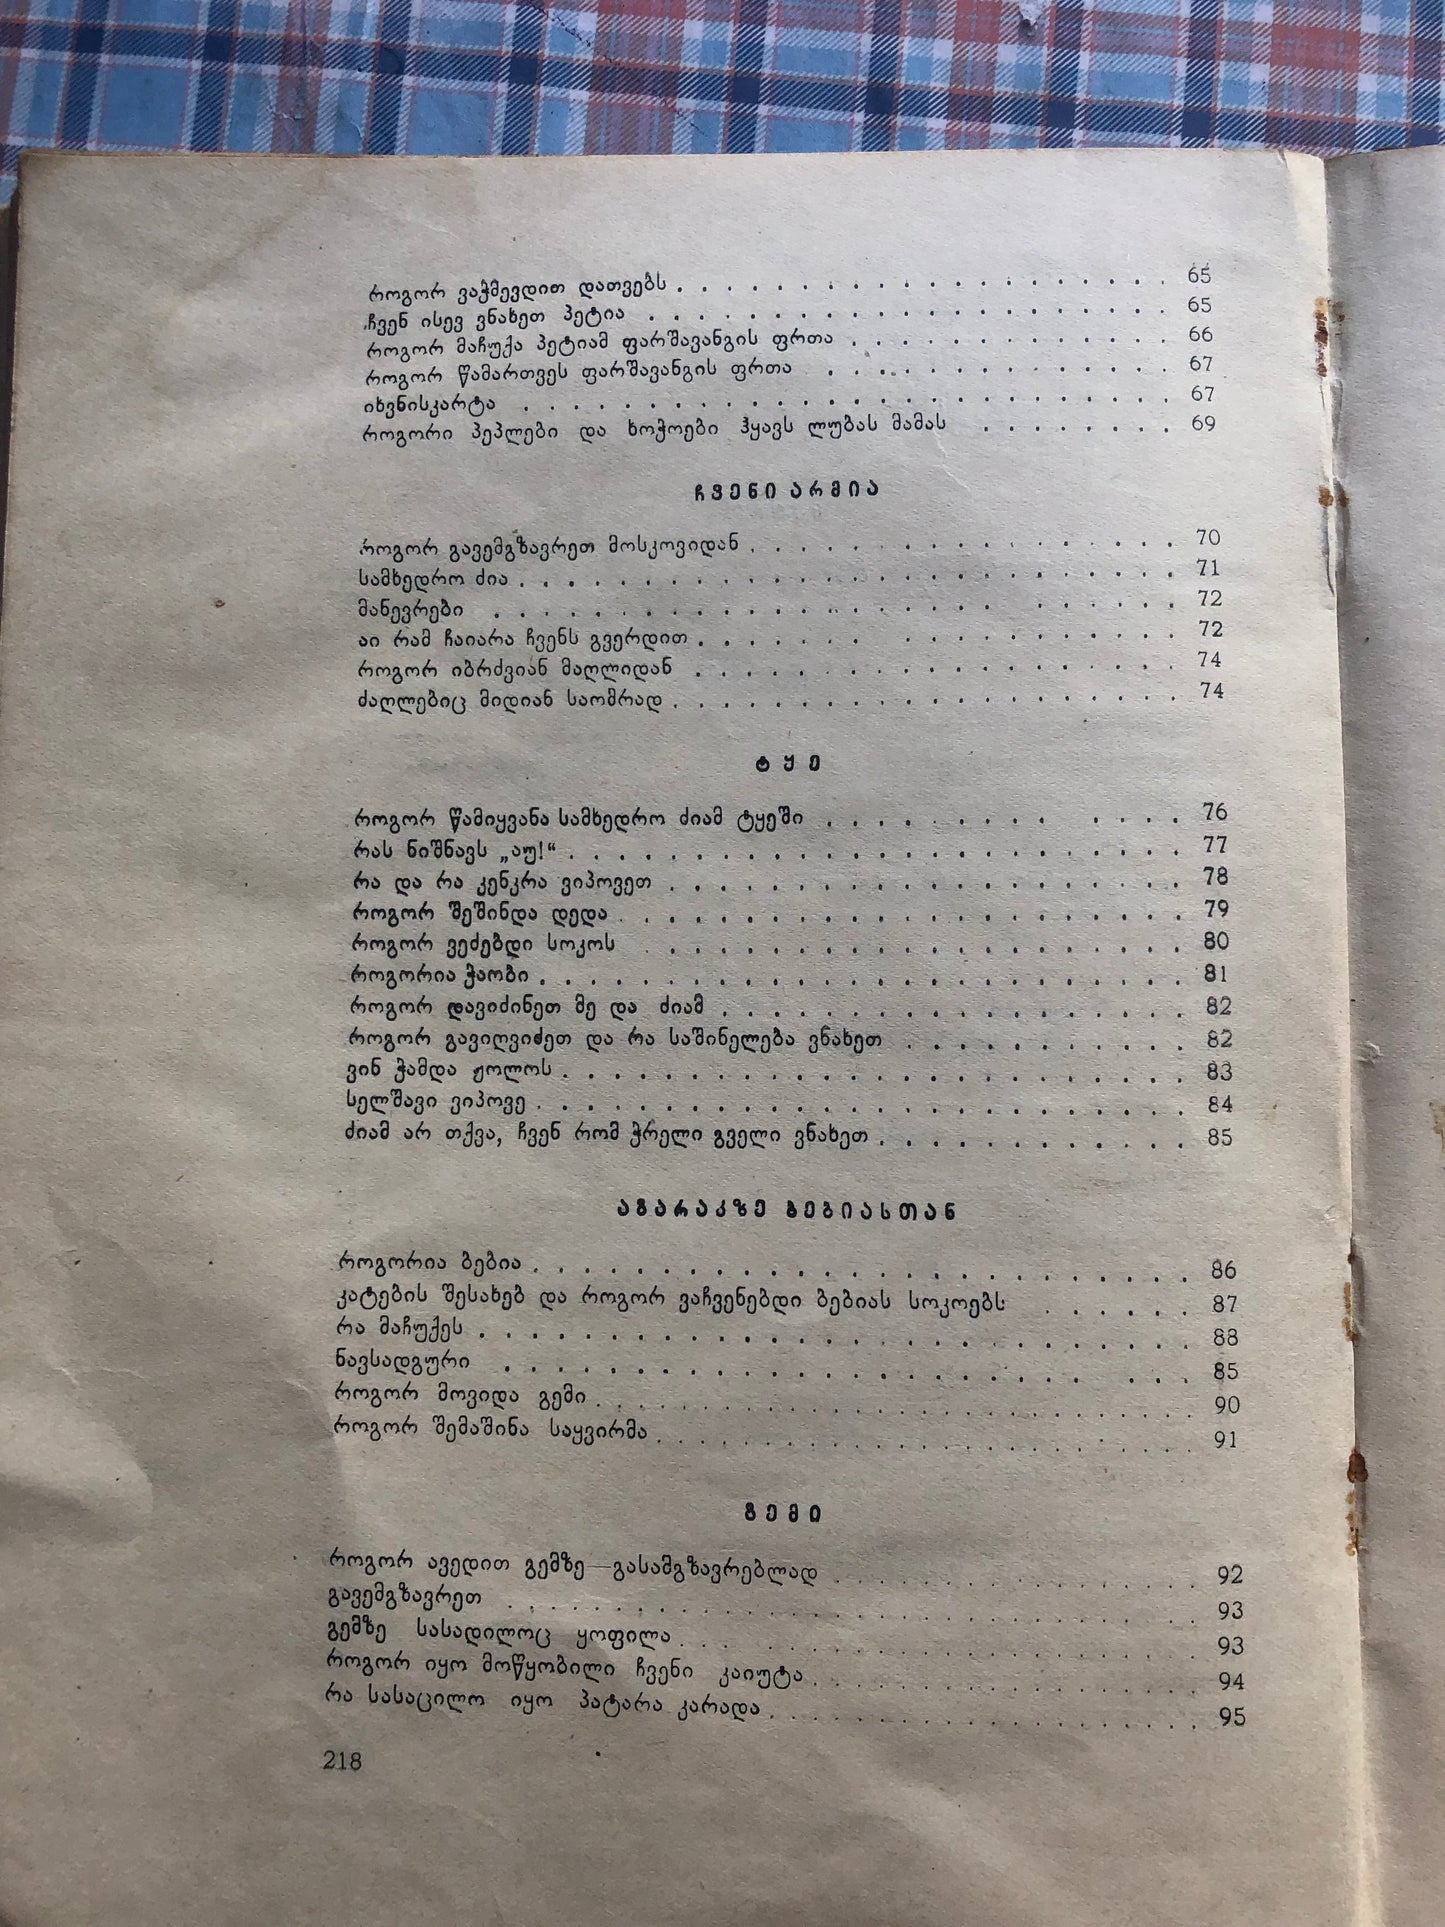 როგორ ვაჭმევდით დათვებს . . . . . . . . . . . . . . . . . . . . 65
ჩვენ ისევ ვნახეთ პეტია . . . . . . . . . . . . . . . . . . . . . 65
როგორ მაჩუქა პეტიამ ფარშავანგის ფრთა . . . . . . . . . . . . . 66
როგორ წამართვეს ფარშავანგის ფრთა . . . . . . . . . . . . . . 67
იხვნისკარტა . . . . . . . . . . . . . . . . . . . . . . . . . . 67
როგორი პეპლები და ხოჭოები ჰყავს ლუბას მამას . . . . . . . . 69
ჩვენი არმია
როგორ გავემგზავრეთ მოსკოვიდან . . . . . . . . . . . . . . . . . 70
სამხედრო ძია . . . . . . . . . . . . . . . . . . . . . . . . . . 71
მანევრები . . . . . . . . . . . . . . . . . . . . . . . . . . 72
აი რამ ჩაიარა ჩვენს გვერდით . . . . . . . . . . . . . . . . . . 72
როგორ იბრძვიან მაღლიდან . . . . . . . . . . . . . . . . . . . 74
ძაღლებიც მიდიან საომრად . . . . . . . . . . . . . . . . . . . . 74
ტყე
როგორ წამიყვანა სამხედრო ძიამ ტყეში . . . . . . . . . . . . . 76
რას ნიშნავს „აუ!“ . . . . . . . . . . . . . . . . . . . . . . . . 77
რა და რა კენკრა ვიპოვეთ . . . . . . . . . . . . . . . . . . . . 78
როგორ შეშინდა დედა . . . . . . . . . . . . . . . . . . . . . . 79
როგორ ვეძებდი სოკოს . . . . . . . . . . . . . . . . . . . . 80
როგორია ჭაობი . . . . . . . . . . . . . . . . . . . . . . . . . 81
როგორ დავიძინეთ მე და ძიამ . . . . . . . . . . . . . . . . . . 82
როგორ გავიღვიძეთ და რა საშინელება ვნახეთ . . . . . . . . . . . 82
ვინ ჭამდა ჟოლოს . . . . . . . . . . . . . . . . . . . . . . . . 83
სელშავი ვიპოვე . . . . . . . . . . . . . . . . . . . . . . . . . 84
ძიამ არ თქვა, ჩვენ რომ ჭრელი გველი ვნახეთ . . . . . . . . . . . . 85
აგარაკზე ბებიასთან
როგორია ბებია . . . . . . . . . . . . . . . . . . . . . . . . . . 86
კატების შესახებ და როგორ ვაჩვენებდი ბებიას სოკოებს . . . . . . 87
რა მაჩუქეს . . . . . . . . . . . . . . . . . . . . . . . . . . . . 88
ნავსადგური . . . . . . . . . . . . . . . . . . . . . . . . . . 85
როგორ მოვიდა გემი . . . . . . . . . . . . . . . . . . . . . . . 90
როგორ შემაშინა საყვირმა . . . . . . . . . . . . . . . . . . . . . 91
გემი
როგორ ავედით გემზე—გასამგზავრებლად . . . . . . . . . . . . . . 92
გავემგზავრეთ . . . . . . . . . . . . . . . . . . . . . . . . . . 93
გემზე სასადილოც ყოფილა . . . . . . . . . . . . . . . . . . . . 93
როგორ იყო მოწყობილი ჩვენი კაიუტა . . . . . . . . . . . . . . . 94
რა სასაცილო იყო პატარა კარადა . . . . . . . . . . . . . . . . . 95
218